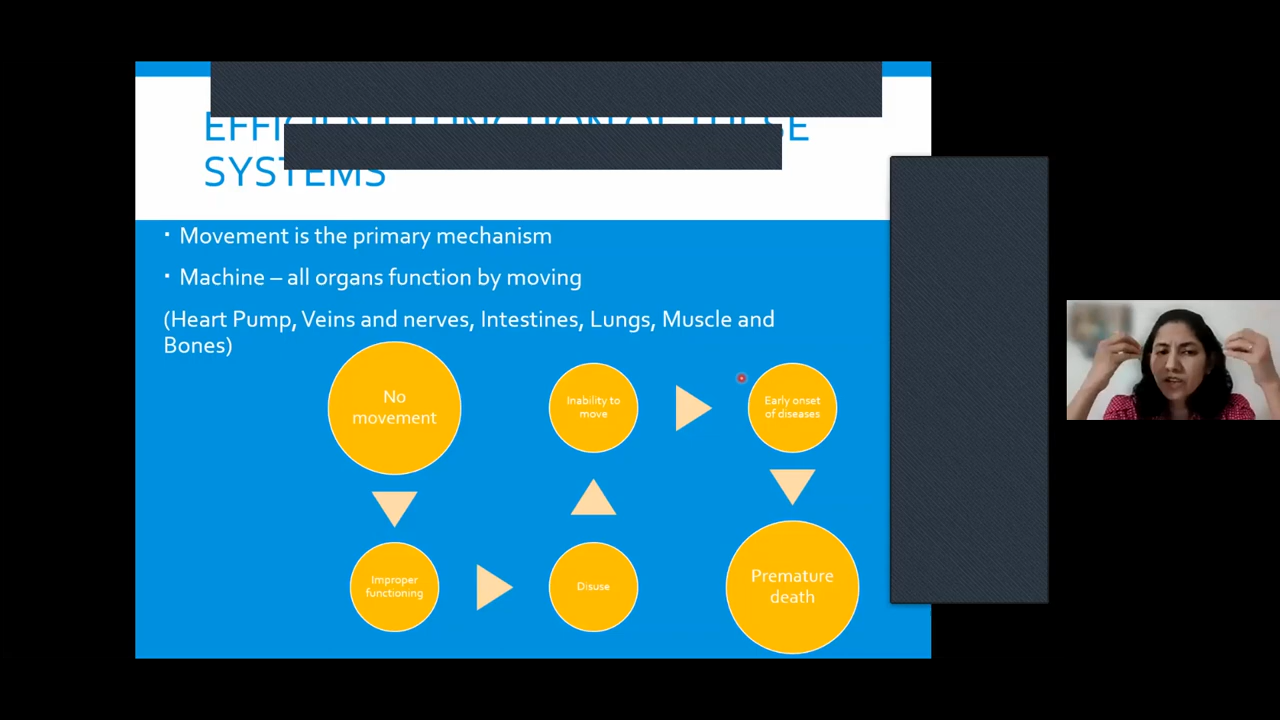 SYSTEMS
▪ Movement is the primary mechanism
▪ Machine – all organs function by moving
(Heart Pump, Veins and nerves, Intestines, Lungs, Muscle and
Bones)
No
movement
Improper
functioning
Disuse
Inability to
move
Early onset
of diseases
Premature
death